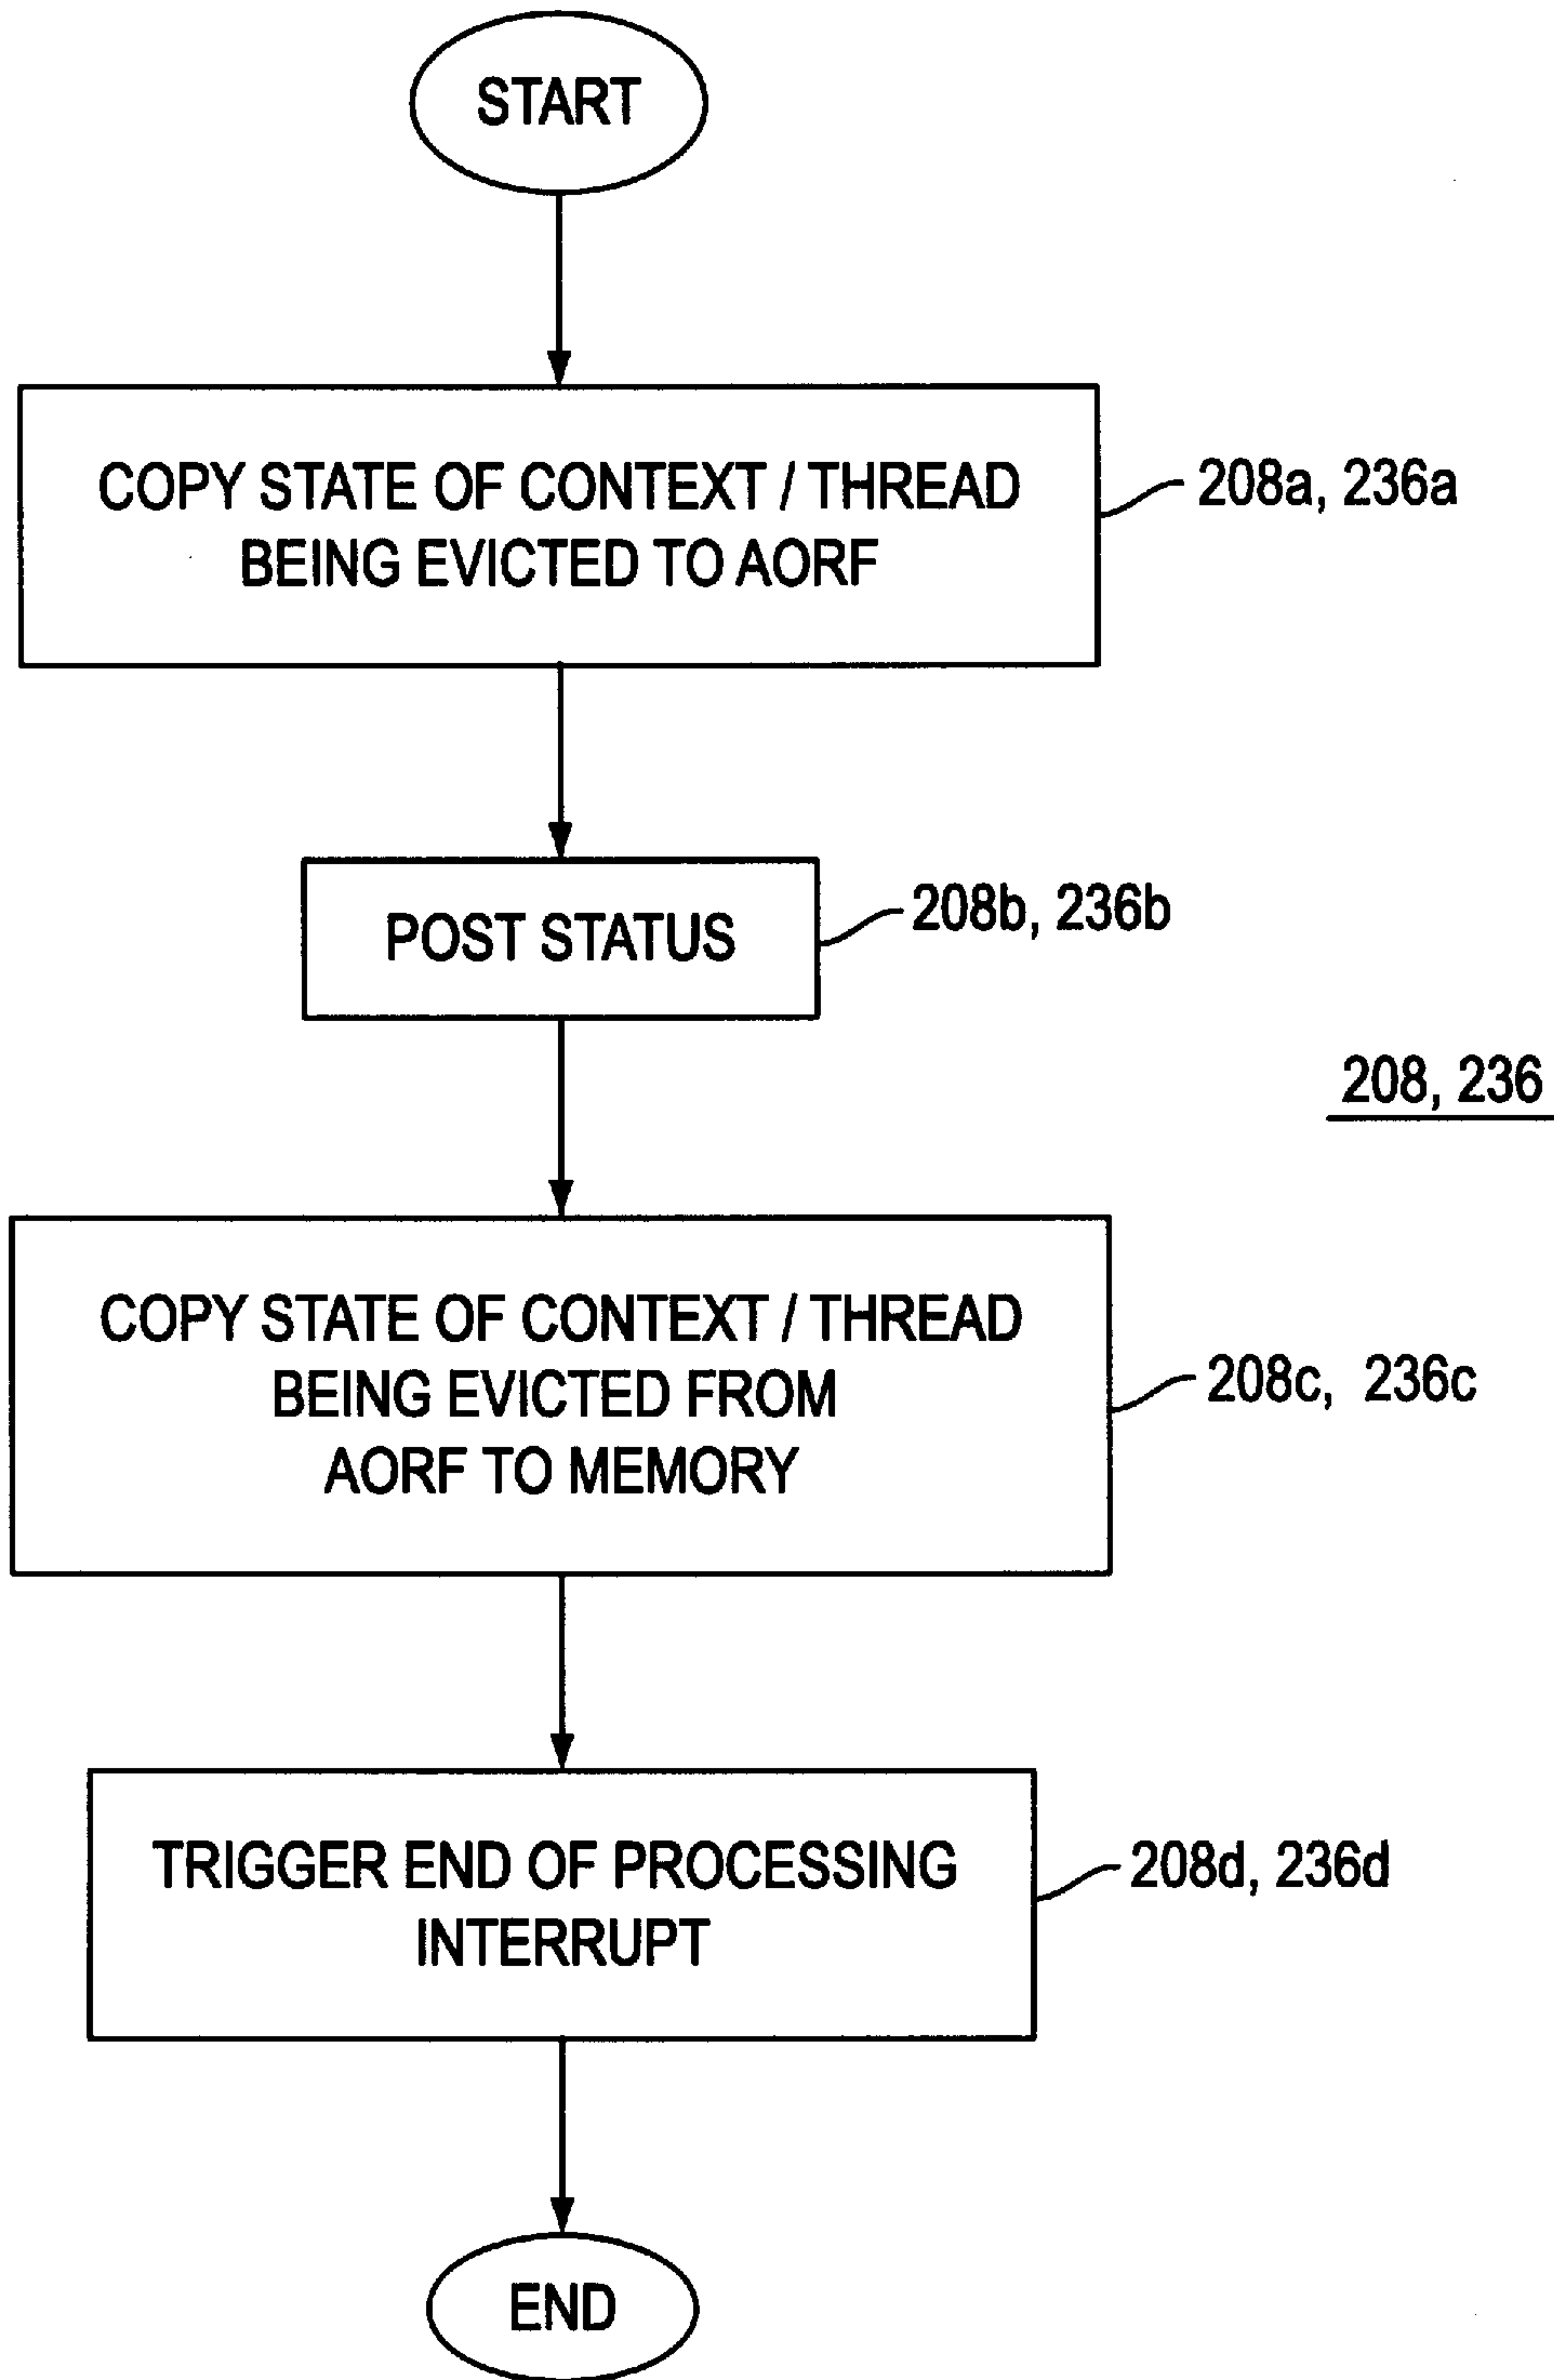 START
COPY STATE OF CONTEXT / THREAD
BEING EVICTED TO AORF
208a, 236a
POST STATUS
208b, 236b
208, 236
COPY STATE OF CONTEXT / THREAD
BEING EVICTED FROM
AORF TO MEMORY
208c, 236c
TRIGGER END OF PROCESSING
INTERRUPT
208d, 236d
END